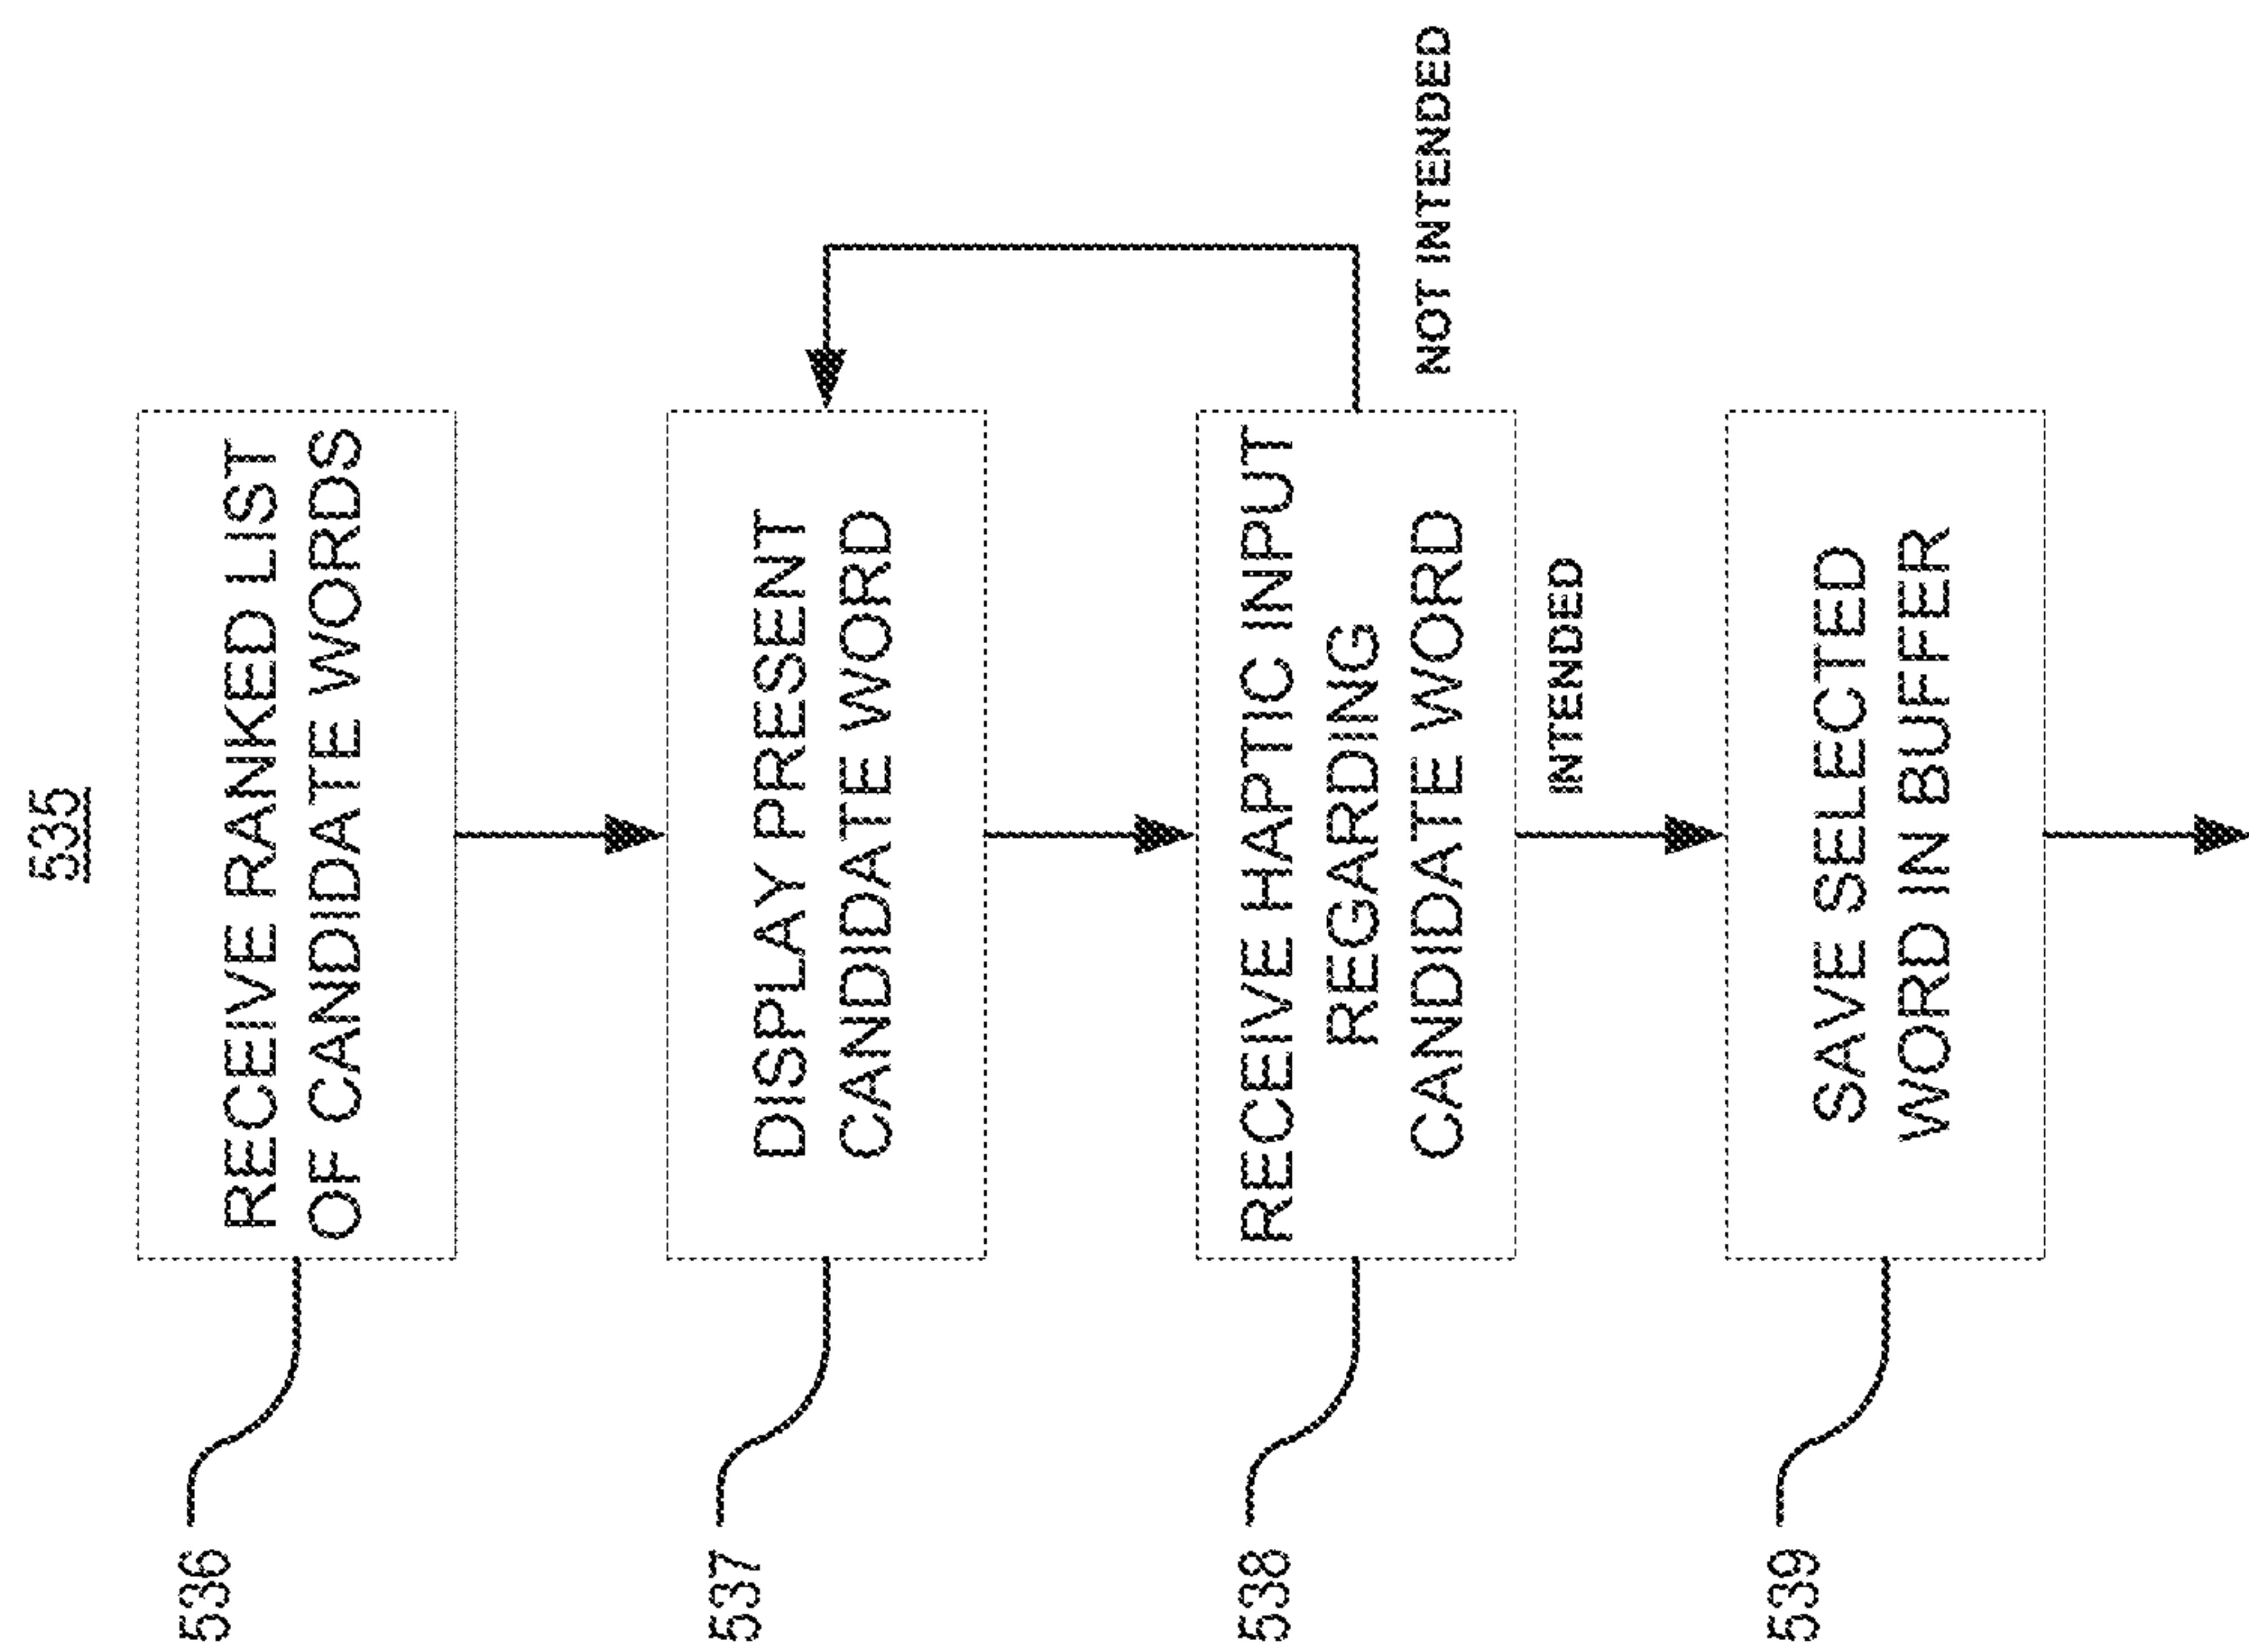 535
536
RECEIVE RANKED LIST
OF CANDIDATE WORDS
537
DISPLAY PRESENT
CANDIDATE WORD
538
RECEIVE HAPTIC INPUT
REGARDING
CANDIDATE WORD
NOT INTENDED
INTENDED
539
SAVE SELECTED
WORD IN BUFFER